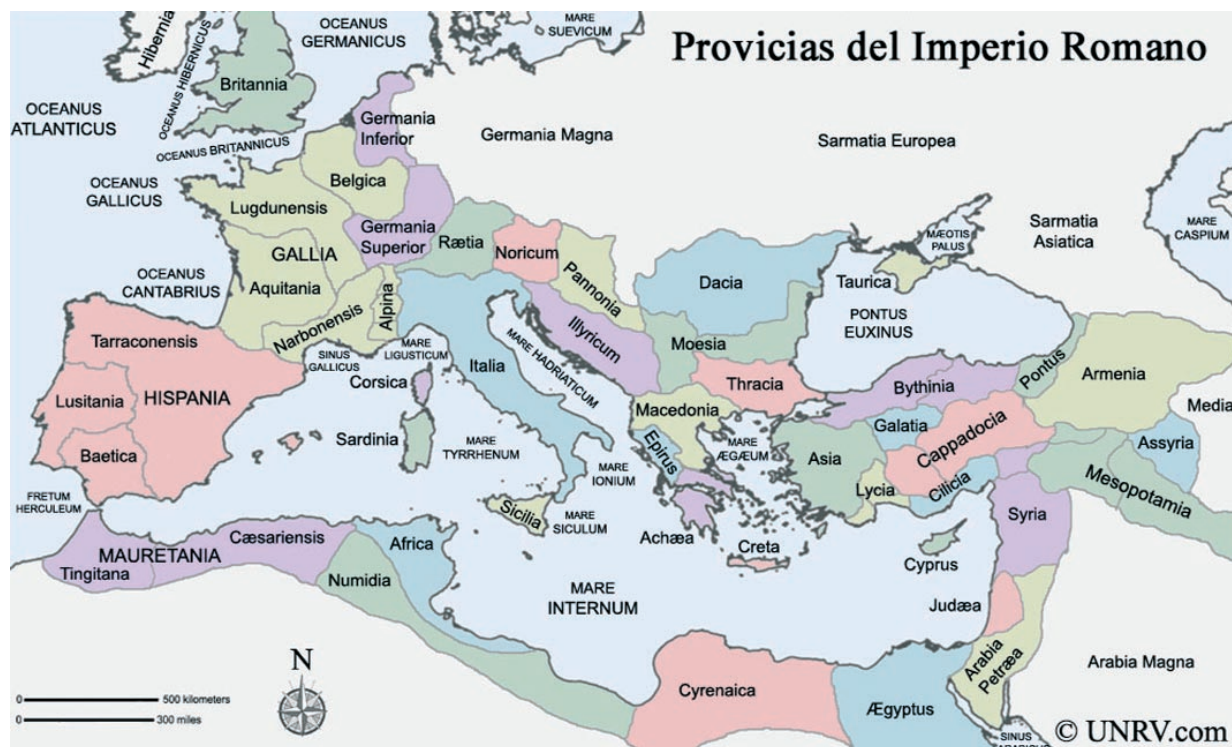 Provicias del Imperio Romano
Hibernia
OCEANUS HIBERNICUS
OCEANUS
GERMANICUS
MARE
SUEVICUM
Britannia
OCEANUS
ATLANTICUS
OCEANUS BRITANNICUS
Germania
Inferior
Germania Magna
Sarmatia Europea
OCEANUS
GALLICUS
Belgica
Lugdunensis
Germania
Superior
Rætia
Noricum
Pannonia
Dacia
MÆOTIS
PALUS
Sarmatia
Asiatica
MARE
CASPIUM
GALLIA
Aquitania
OCEANUS
CANTABRIUS
Narbonensis
Alpina
Taurica
PONTUS
EUXINUS
Illyricum
Moesia
Tarraconensis
SINUS
GALLICUS
MARE
LIGUSTICUM
Italia
MARE HADRIATICUM
Thracia
Bythinia
Pontus
Armenia
Media
Corsica
Lusitania
HISPANIA
Baetica
Sardinia
MARE
TYRRHENUM
Macedonia
Epirus
MARE
ÆGÆUM
Asia
Galatia
Cappadocia
Assyria
MARE
IONIUM
Lycia
Cilicia
Mesopotamia
FRETUM
HERCULEUM
Sicilia
MARE
SICULUM
Achæa
Creta
Cyprus
Syria
MAURETANIA
Cæsariensis
Tingitana
Africa
Numidia
MARE
INTERNUM
Judæa
Arabia
Petræa
Arabia Magna
N
0
500 kilometers
0
300 miles
Cyrenaica
Ægyptus
SINUS
© UNRV.com